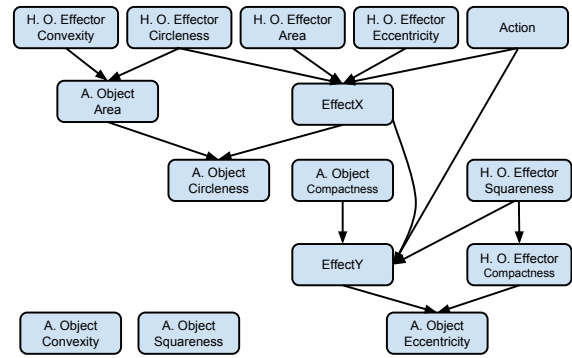 H. O. Effector
Convexity
H. O. Effector
Circleness
H. O. Effector
Area
H. O. Effector
Eccentricity
Action
A. Object
Area
EffectX
A. Object
Circleness
A. Object
Compactness
H. O. Effector
Squareness
EffectY
H. O. Effector
Compactness
A. Object
Convexity
A. Object
Squareness
A. Object
Eccentricity